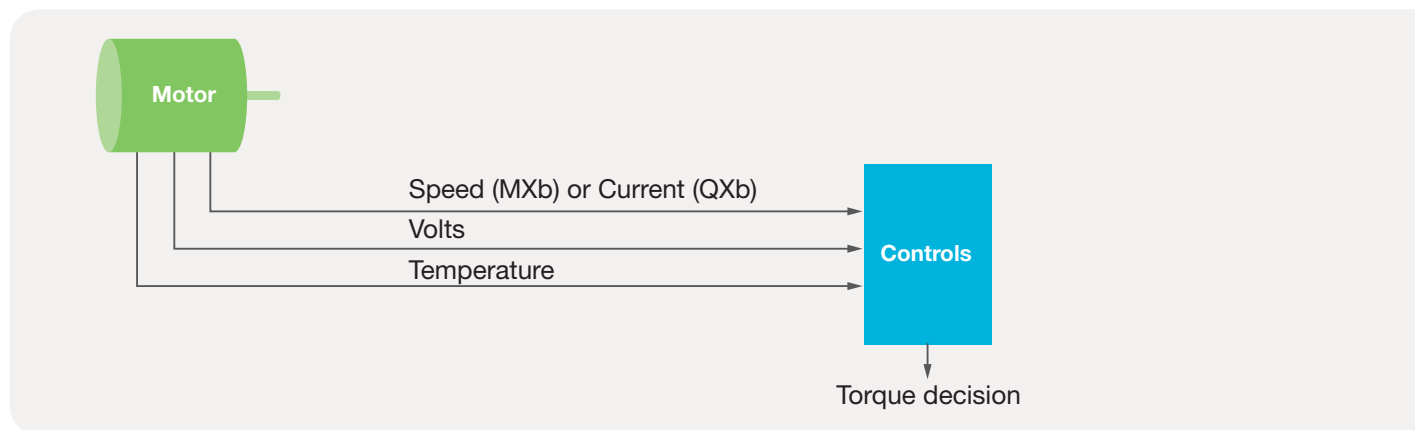 Motor
Speed (MXb) or Current (QXb)
Volts
Controls
Temperature
Torque decision